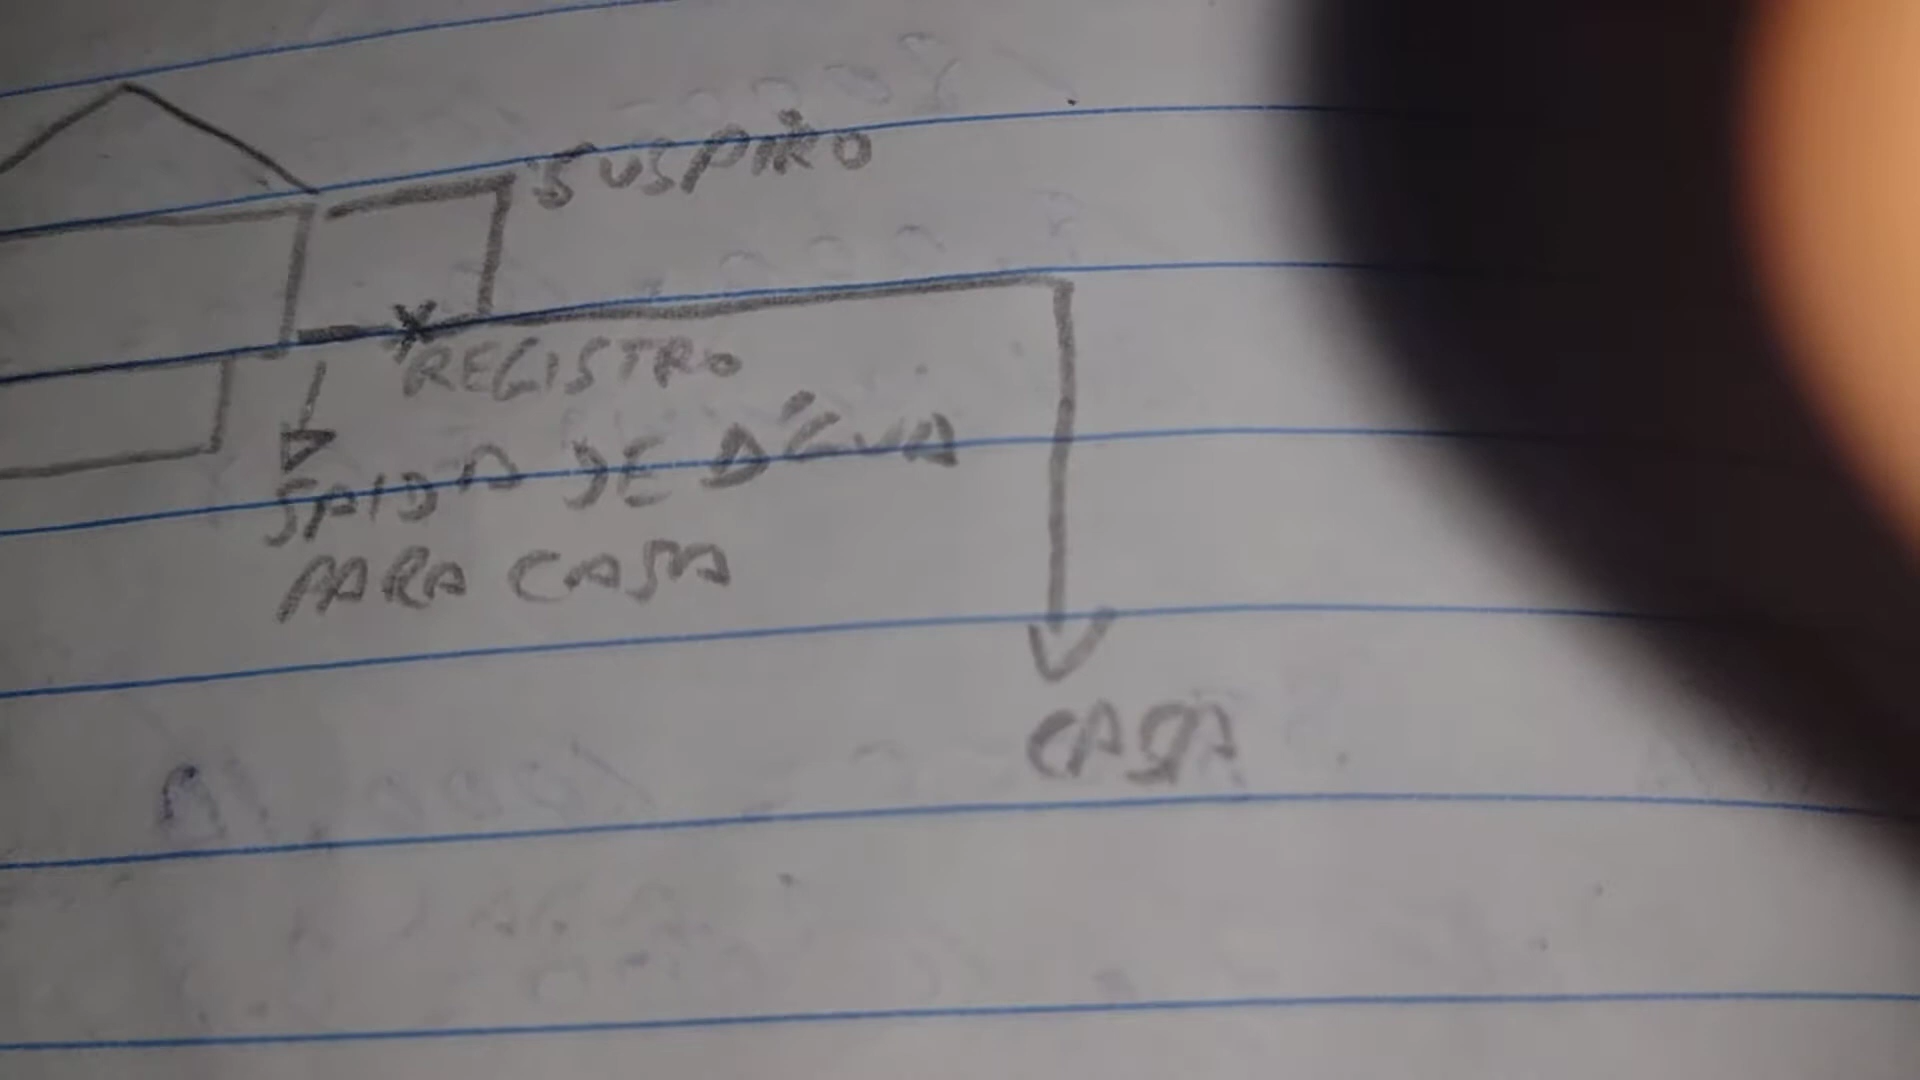 SUSPIRO
REGISTRO
SAIDA DE ÁGUA
PARA CASA
CASA